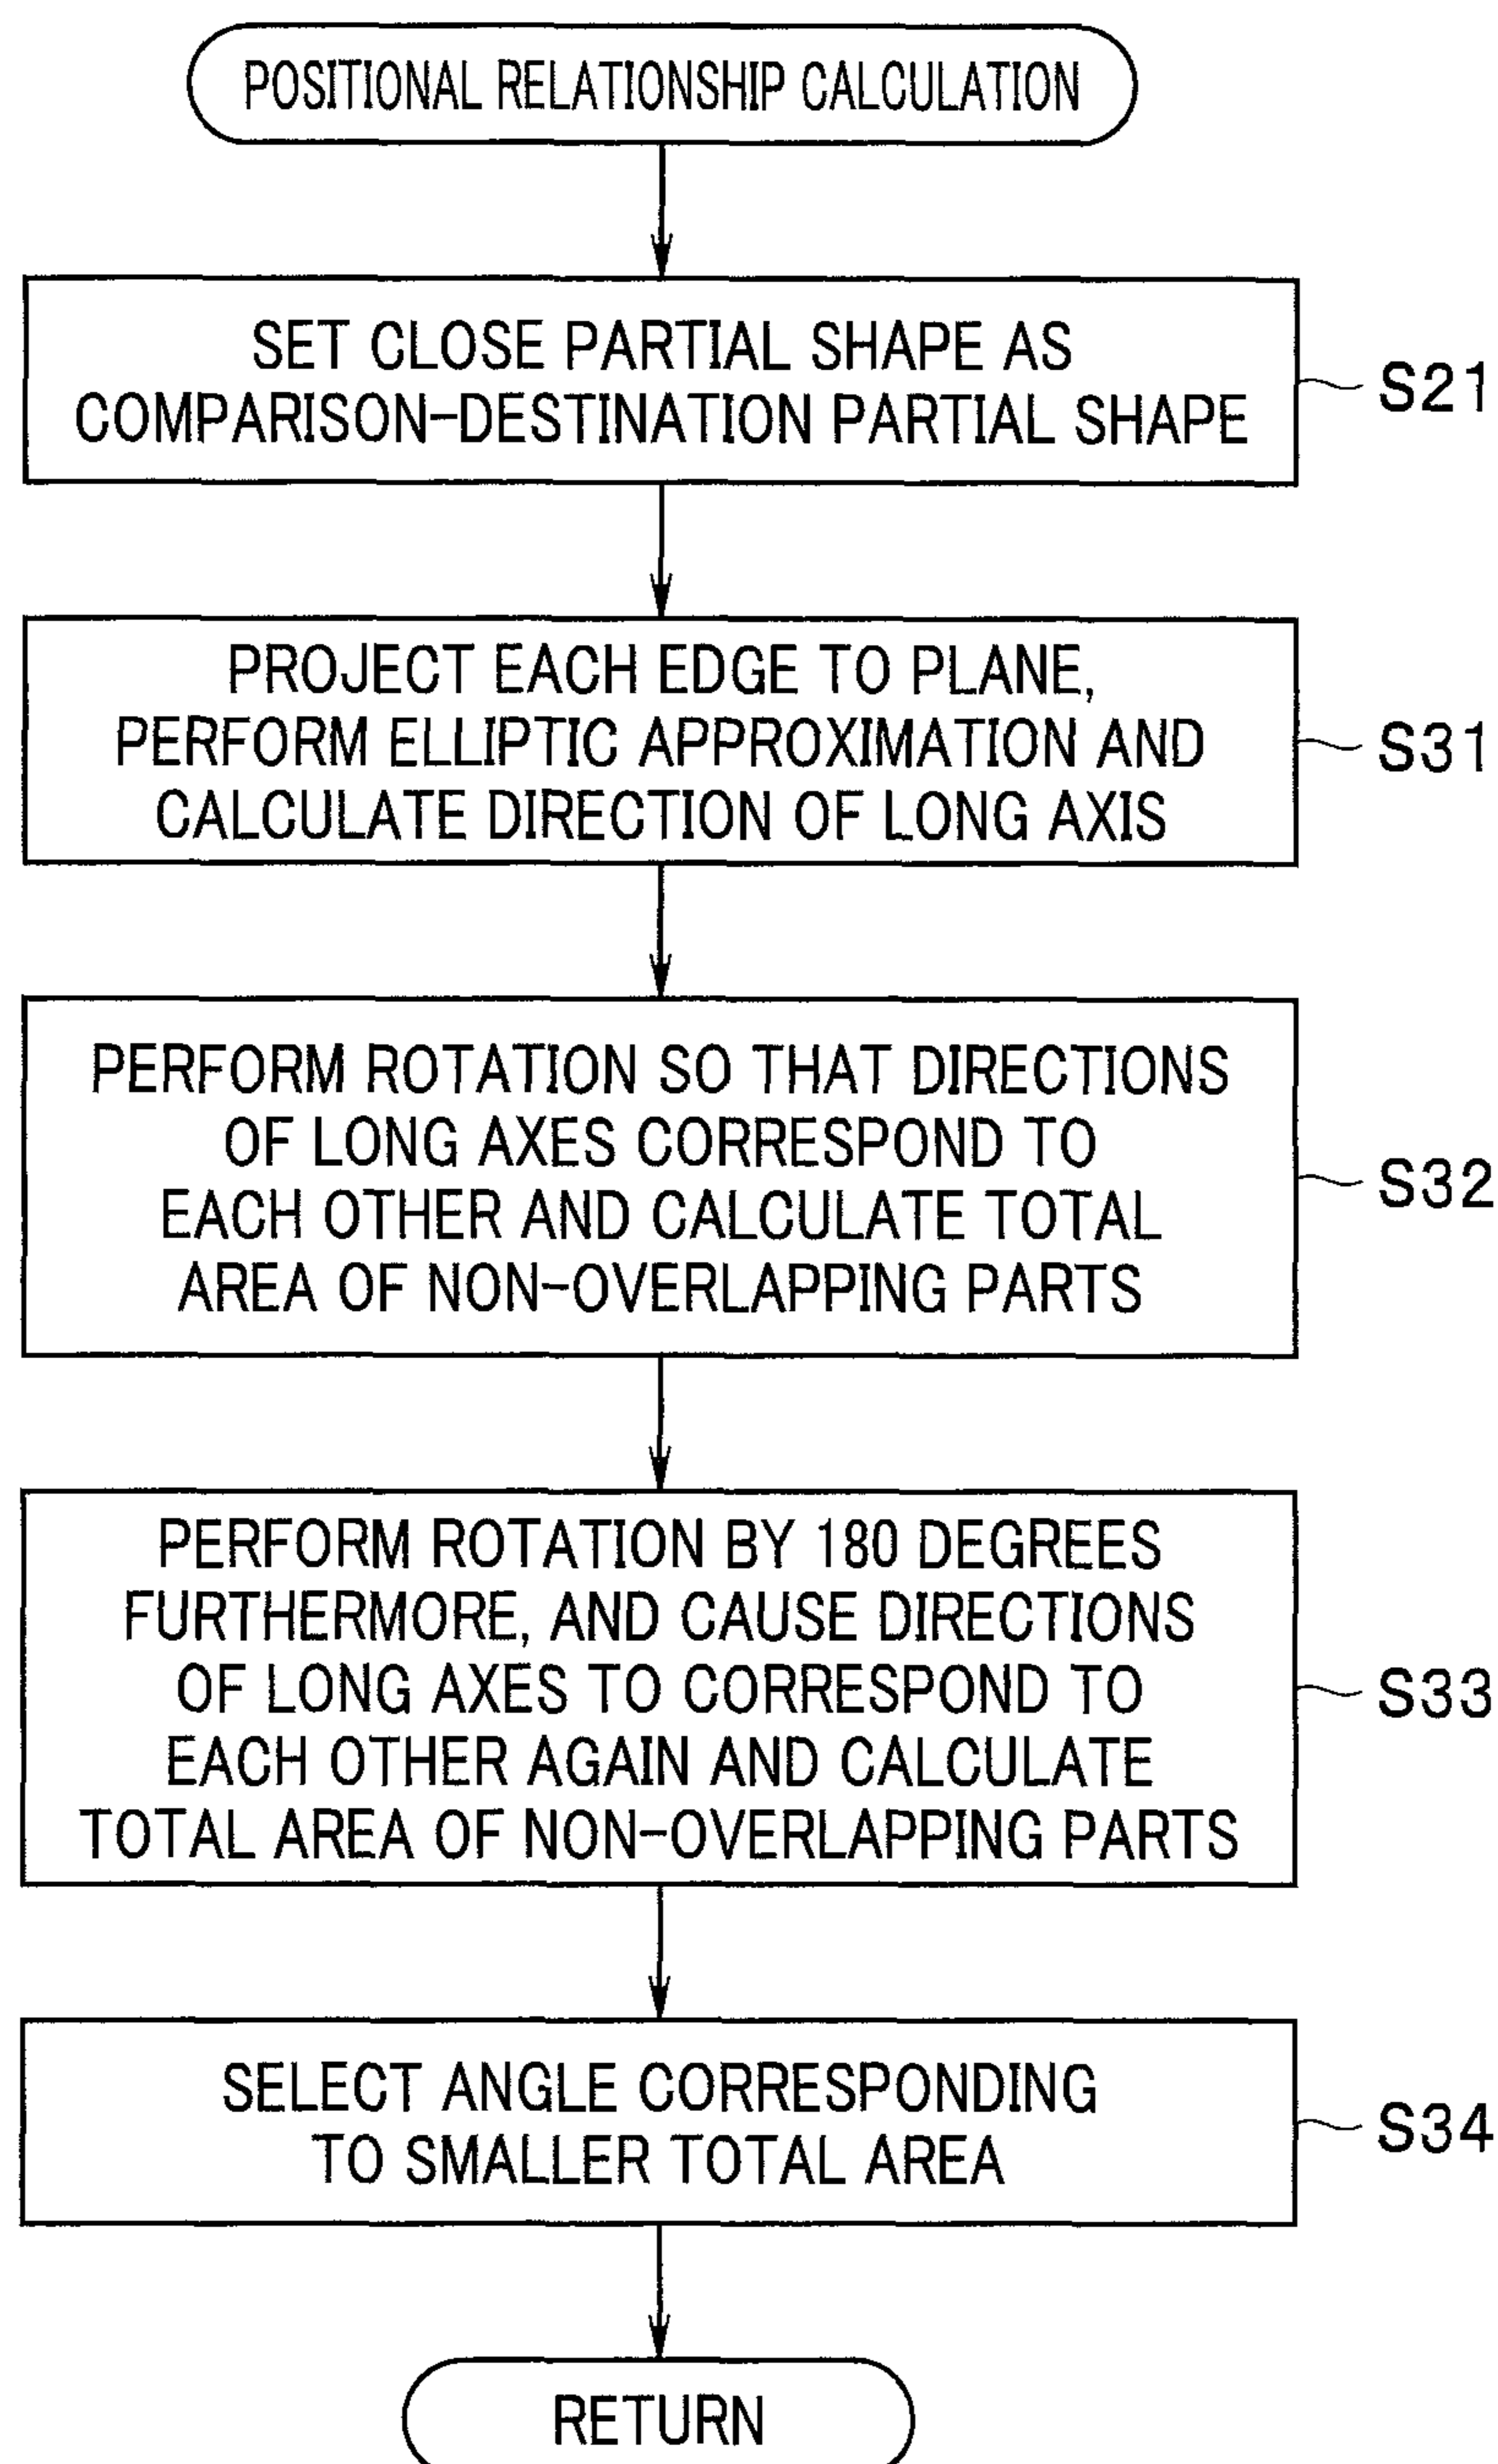 POSITIONAL RELATIONSHIP CALCULATION
SET CLOSE PARTIAL SHAPE AS
COMPARISON-DESTINATION PARTIAL SHAPE
S21
PROJECT EACH EDGE TO PLANE,
PERFORM ELLIPTIC APPROXIMATION AND
CALCULATE DIRECTION OF LONG AXIS
S31
PERFORM ROTATION SO THAT DIRECTIONS
OF LONG AXES CORRESPOND TO
EACH OTHER AND CALCULATE TOTAL
AREA OF NON-OVERLAPPING PARTS
S32
PERFORM ROTATION BY 180 DEGREES
FURTHERMORE, AND CAUSE DIRECTIONS
OF LONG AXES TO CORRESPOND TO
EACH OTHER AGAIN AND CALCULATE
TOTAL AREA OF NON-OVERLAPPING PARTS
S33
SELECT ANGLE CORRESPONDING
TO SMALLER TOTAL AREA
S34
RETURN